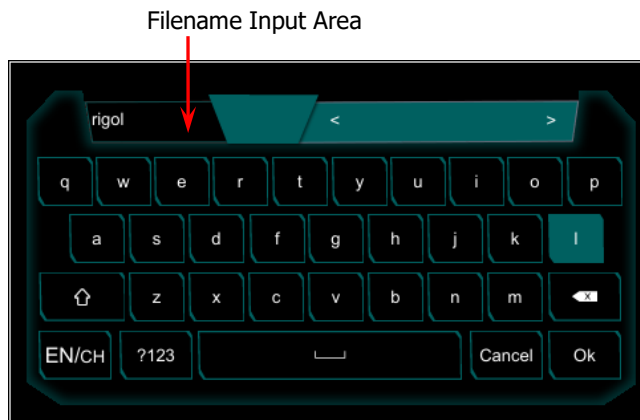 Filename Input Area
rigol < >
q w e r t y u i o p
a s d f g h j k l
z x c v b n m x
EN/CH ?123 Cancel Ok